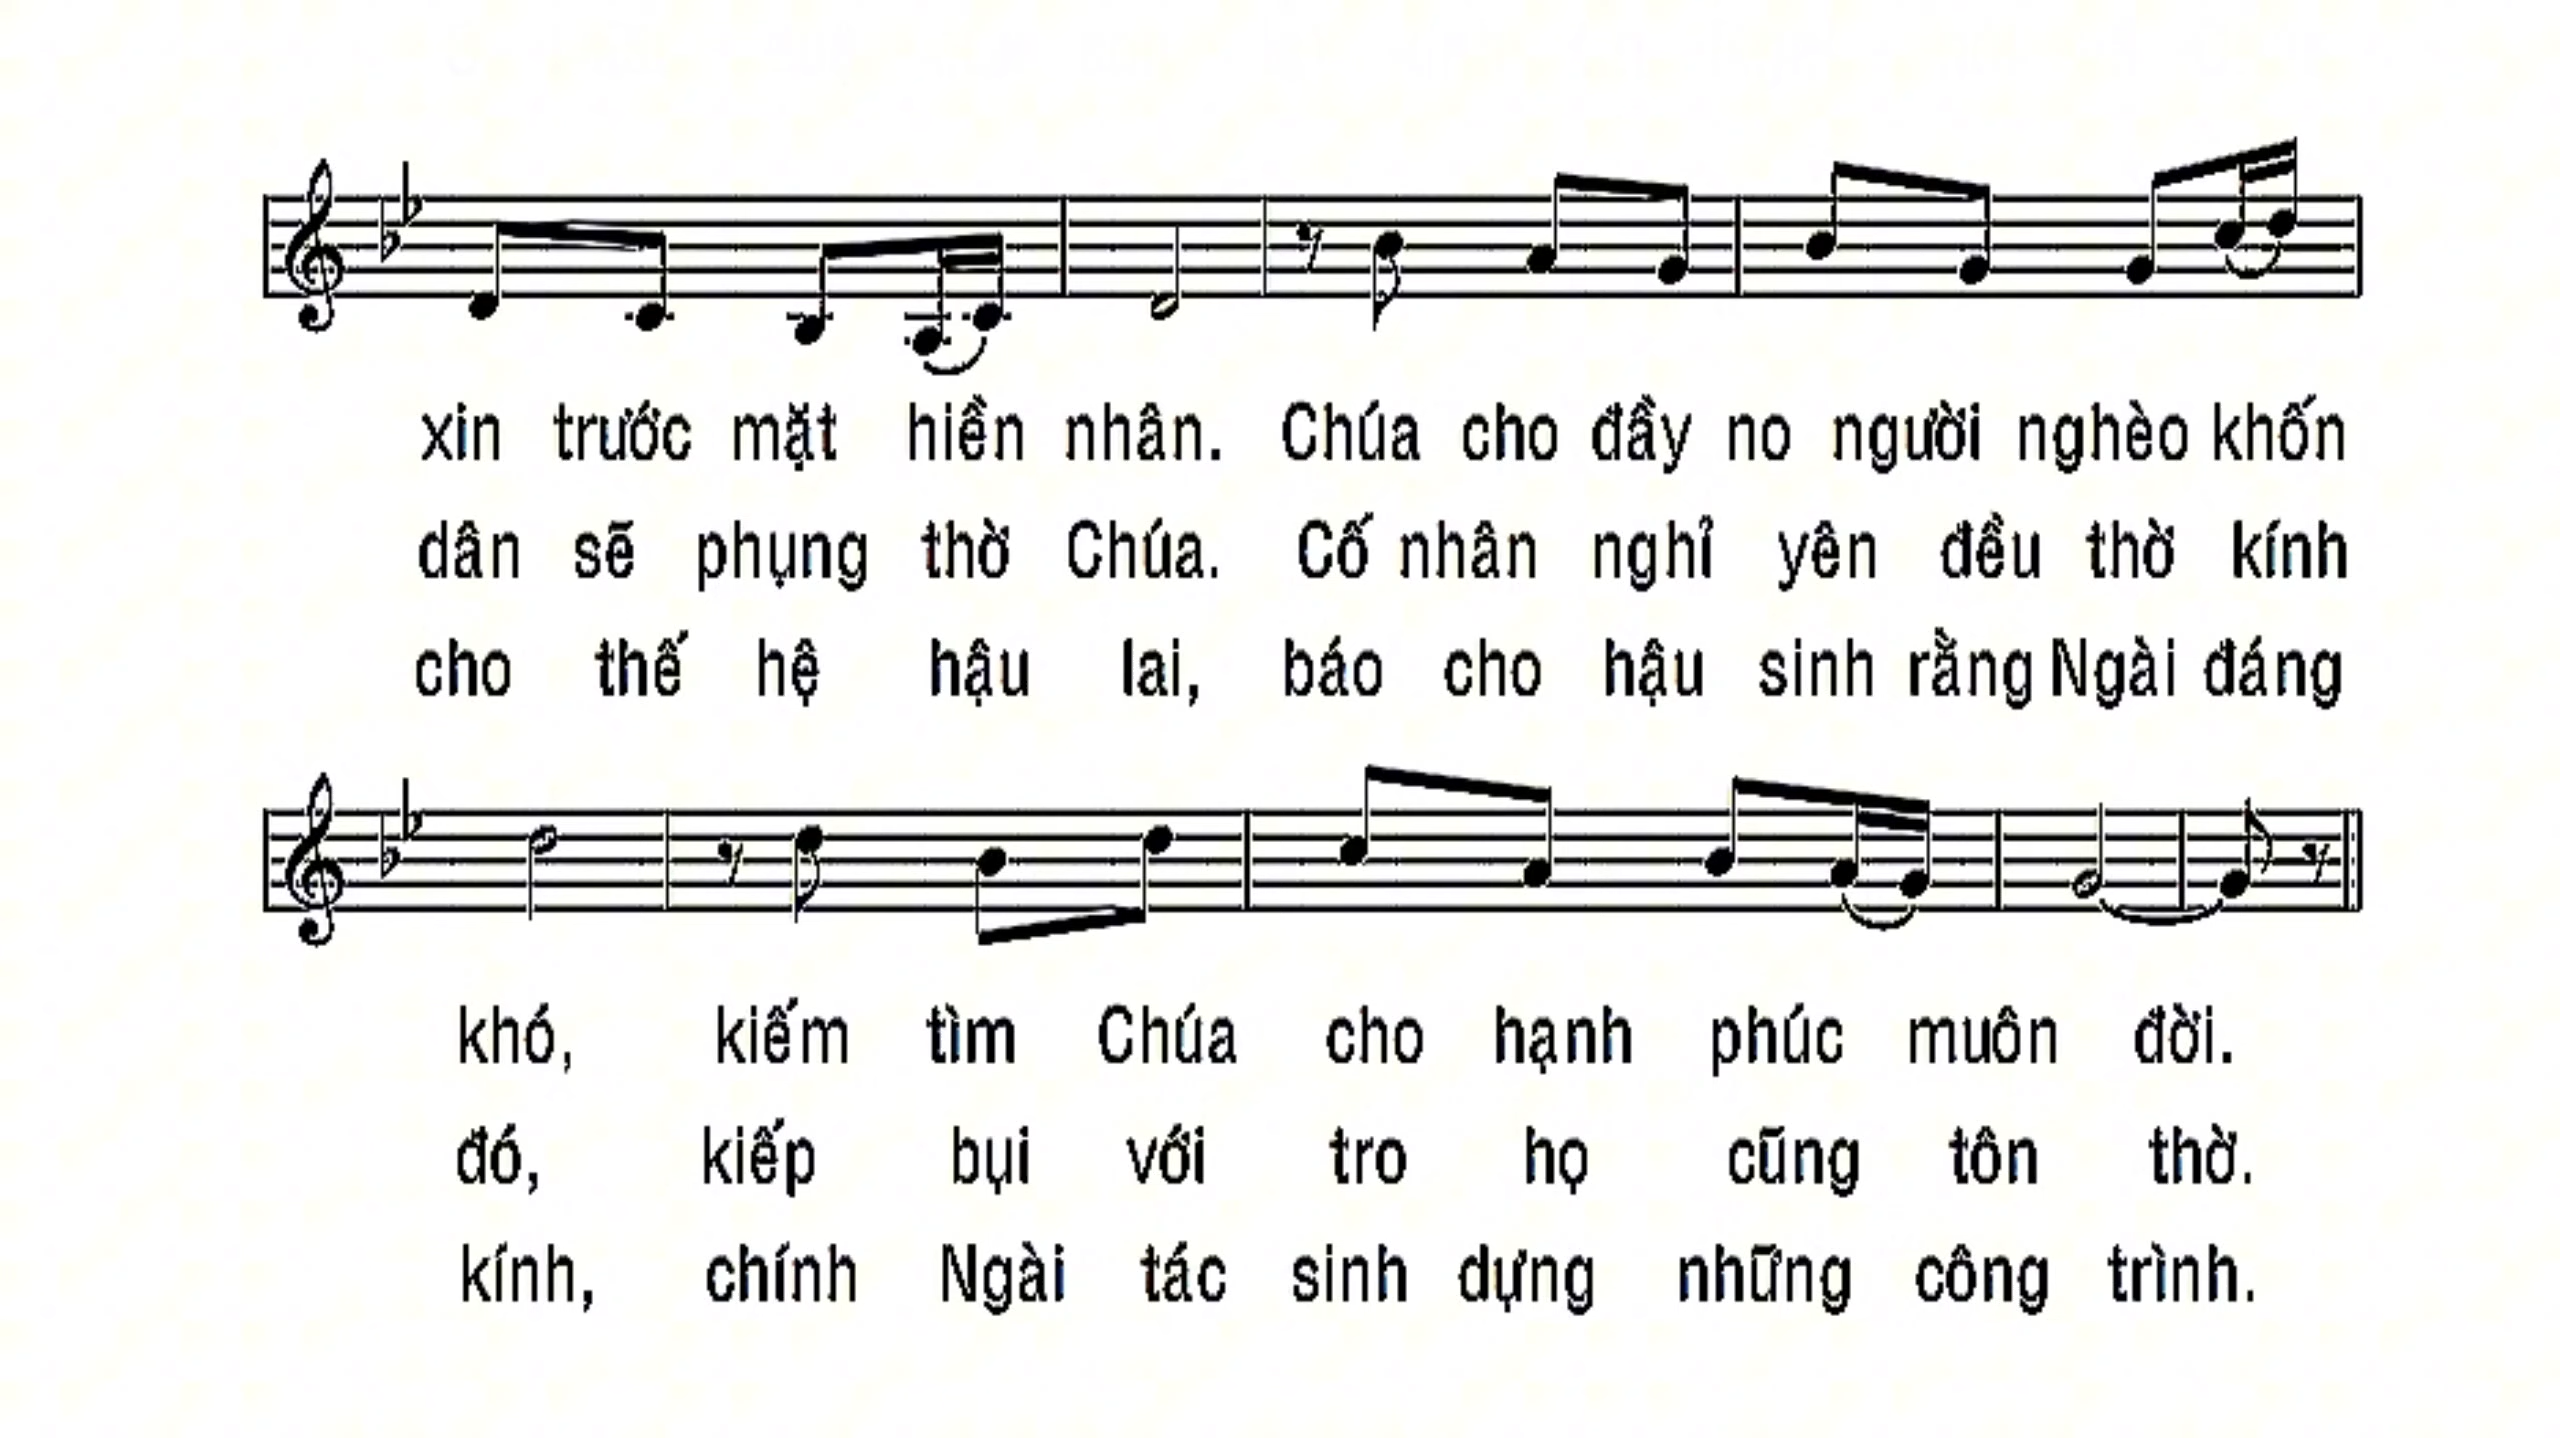 xin trước mặt hiền nhân. Chúa cho đầy no người nghèo khốn
dân sẽ phụng thờ Chúa. Cố nhân nghỉ yên đều thờ kính
cho thế hệ hậu lai, báo cho hậu sinh rằng Ngài đáng
khó, kiếm tìm Chúa cho hạnh phúc muôn đời.
đó, kiếp bụi với tro họ cũng tôn thờ.
kính, chính Ngài tác sinh dựng những công trình.